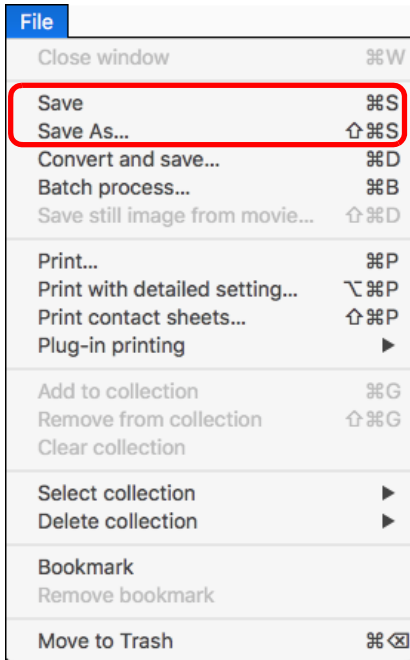 File
Close window ⌘W
Save ⌘S
Save As... ⇧⌘S
Convert and save... ⌘D
Batch process... ⌘B
Save still image from movie... ⇧⌘D
Print... ⌘P
Print with detailed setting... ⌥⌘P
Print contact sheets... ⇧⌘P
Plug-in printing ▶
Add to collection ⌘G
Remove from collection ⇧⌘G
Clear collection
Select collection ▶
Delete collection ▶
Bookmark
Remove bookmark
Move to Trash ⌘⌫